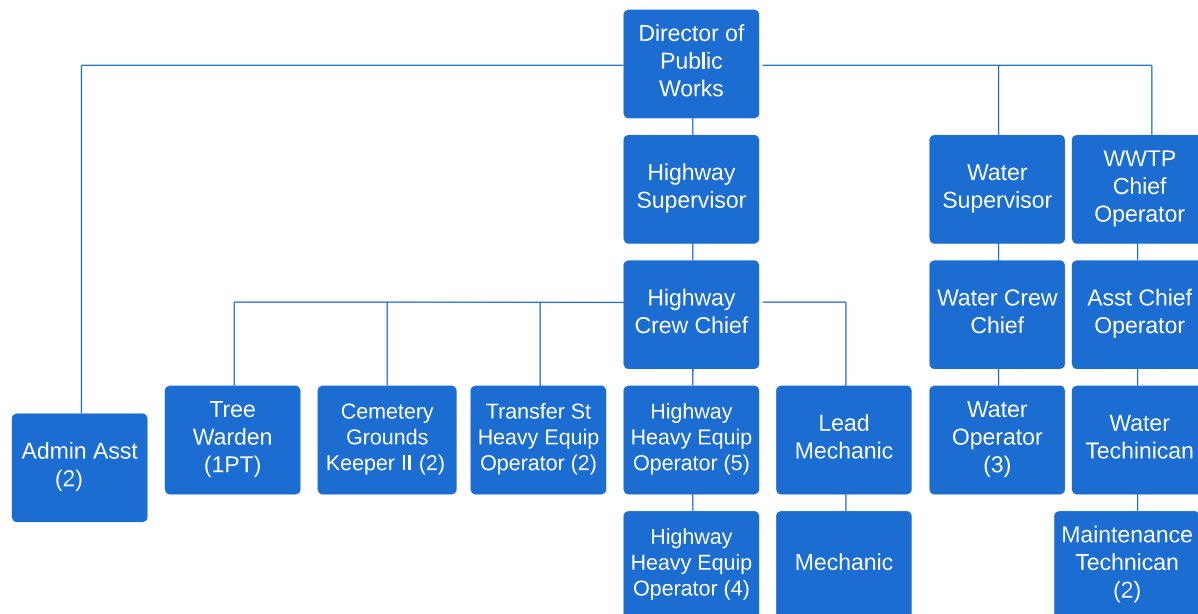 Director of
Public
Works
Highway
Supervisor
Water
Supervisor
WWTP
Chief
Operator
Highway
Crew Chief
Water Crew
Chief
Asst Chief
Operator
Admin Asst
(2)
Tree
Warden
(1PT)
Cemetery
Grounds
Keeper II (2)
Transfer St
Heavy Equip
Operator (2)
Highway
Heavy Equip
Operator (5)
Lead
Mechanic
Water
Operator
(3)
Water
Techinican
Highway
Heavy Equip
Operator (4)
Mechanic
Maintenance
Technican
(2)